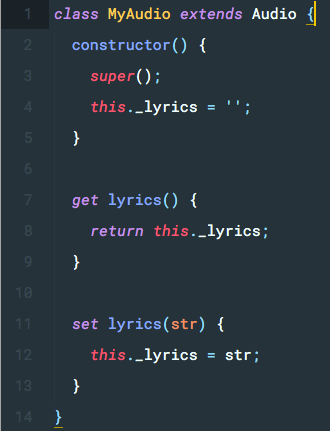 1 class MyAudio extends Audio {
2   constructor() {
3     super();
4     this._lyrics = '';
5   }
6
7   get lyrics() {
8     return this._lyrics;
9   }
10
11   set lyrics(str) {
12     this._lyrics = str;
13   }
14 }